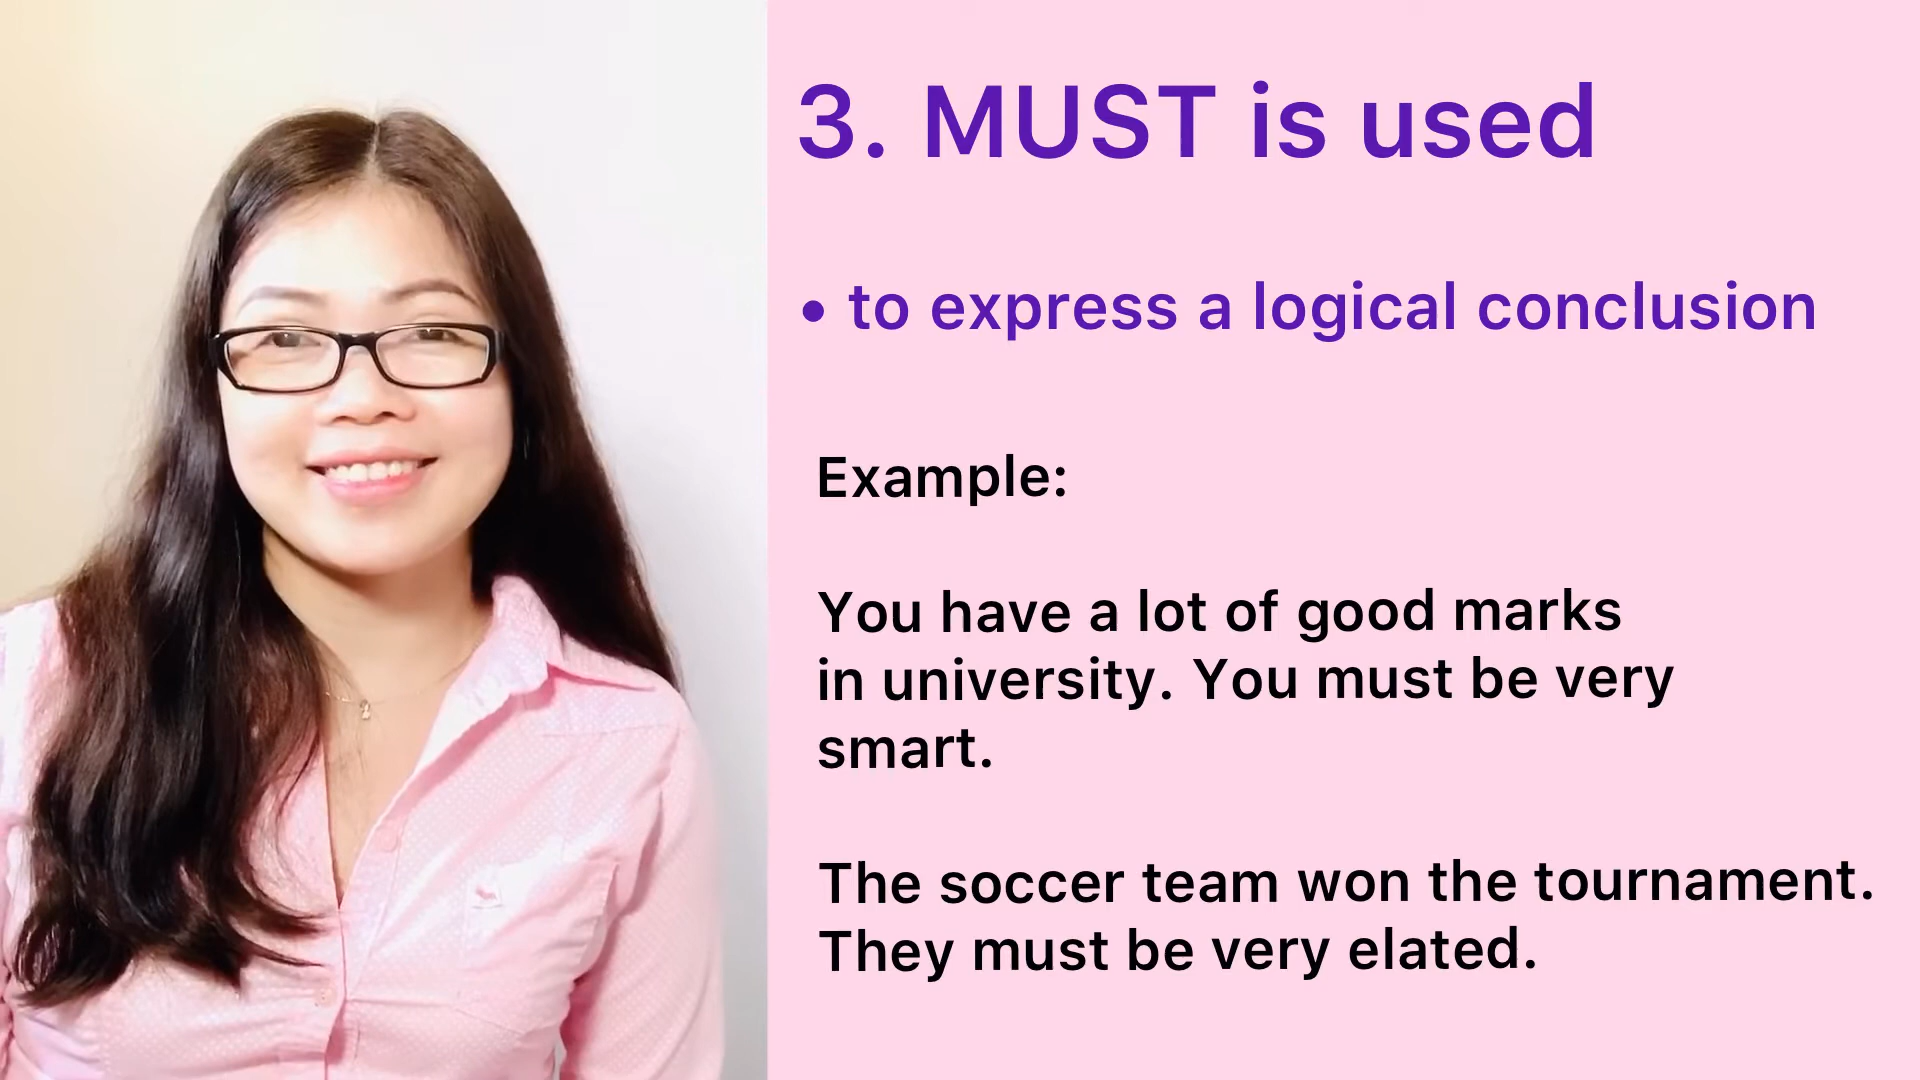 3. MUST is used
• to express a logical conclusion
Example:
You have a lot of good marks
in university. You must be very
smart.
The soccer team won the tournament.
They must be very elated.